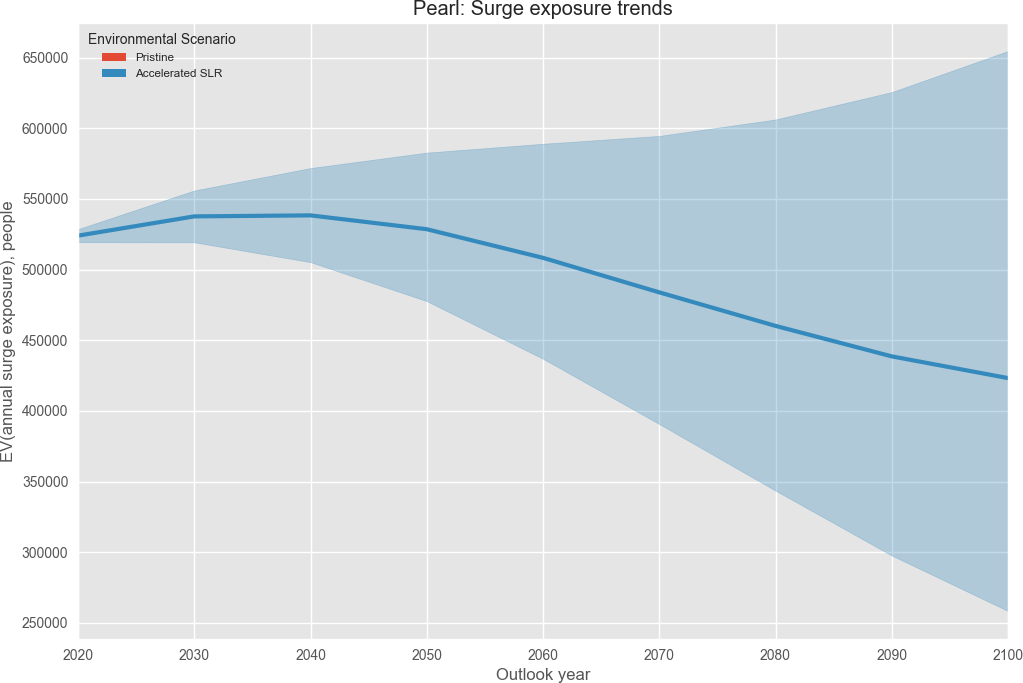 Pearl: Surge exposure trends
Environmental Scenario
Pristine
Accelerated SLR
EV(annual surge exposure), people
650000
600000
550000
500000
450000
400000
350000
300000
250000
2020 2030 2040 2050 2060 2070 2080 2090 2100
Outlook year